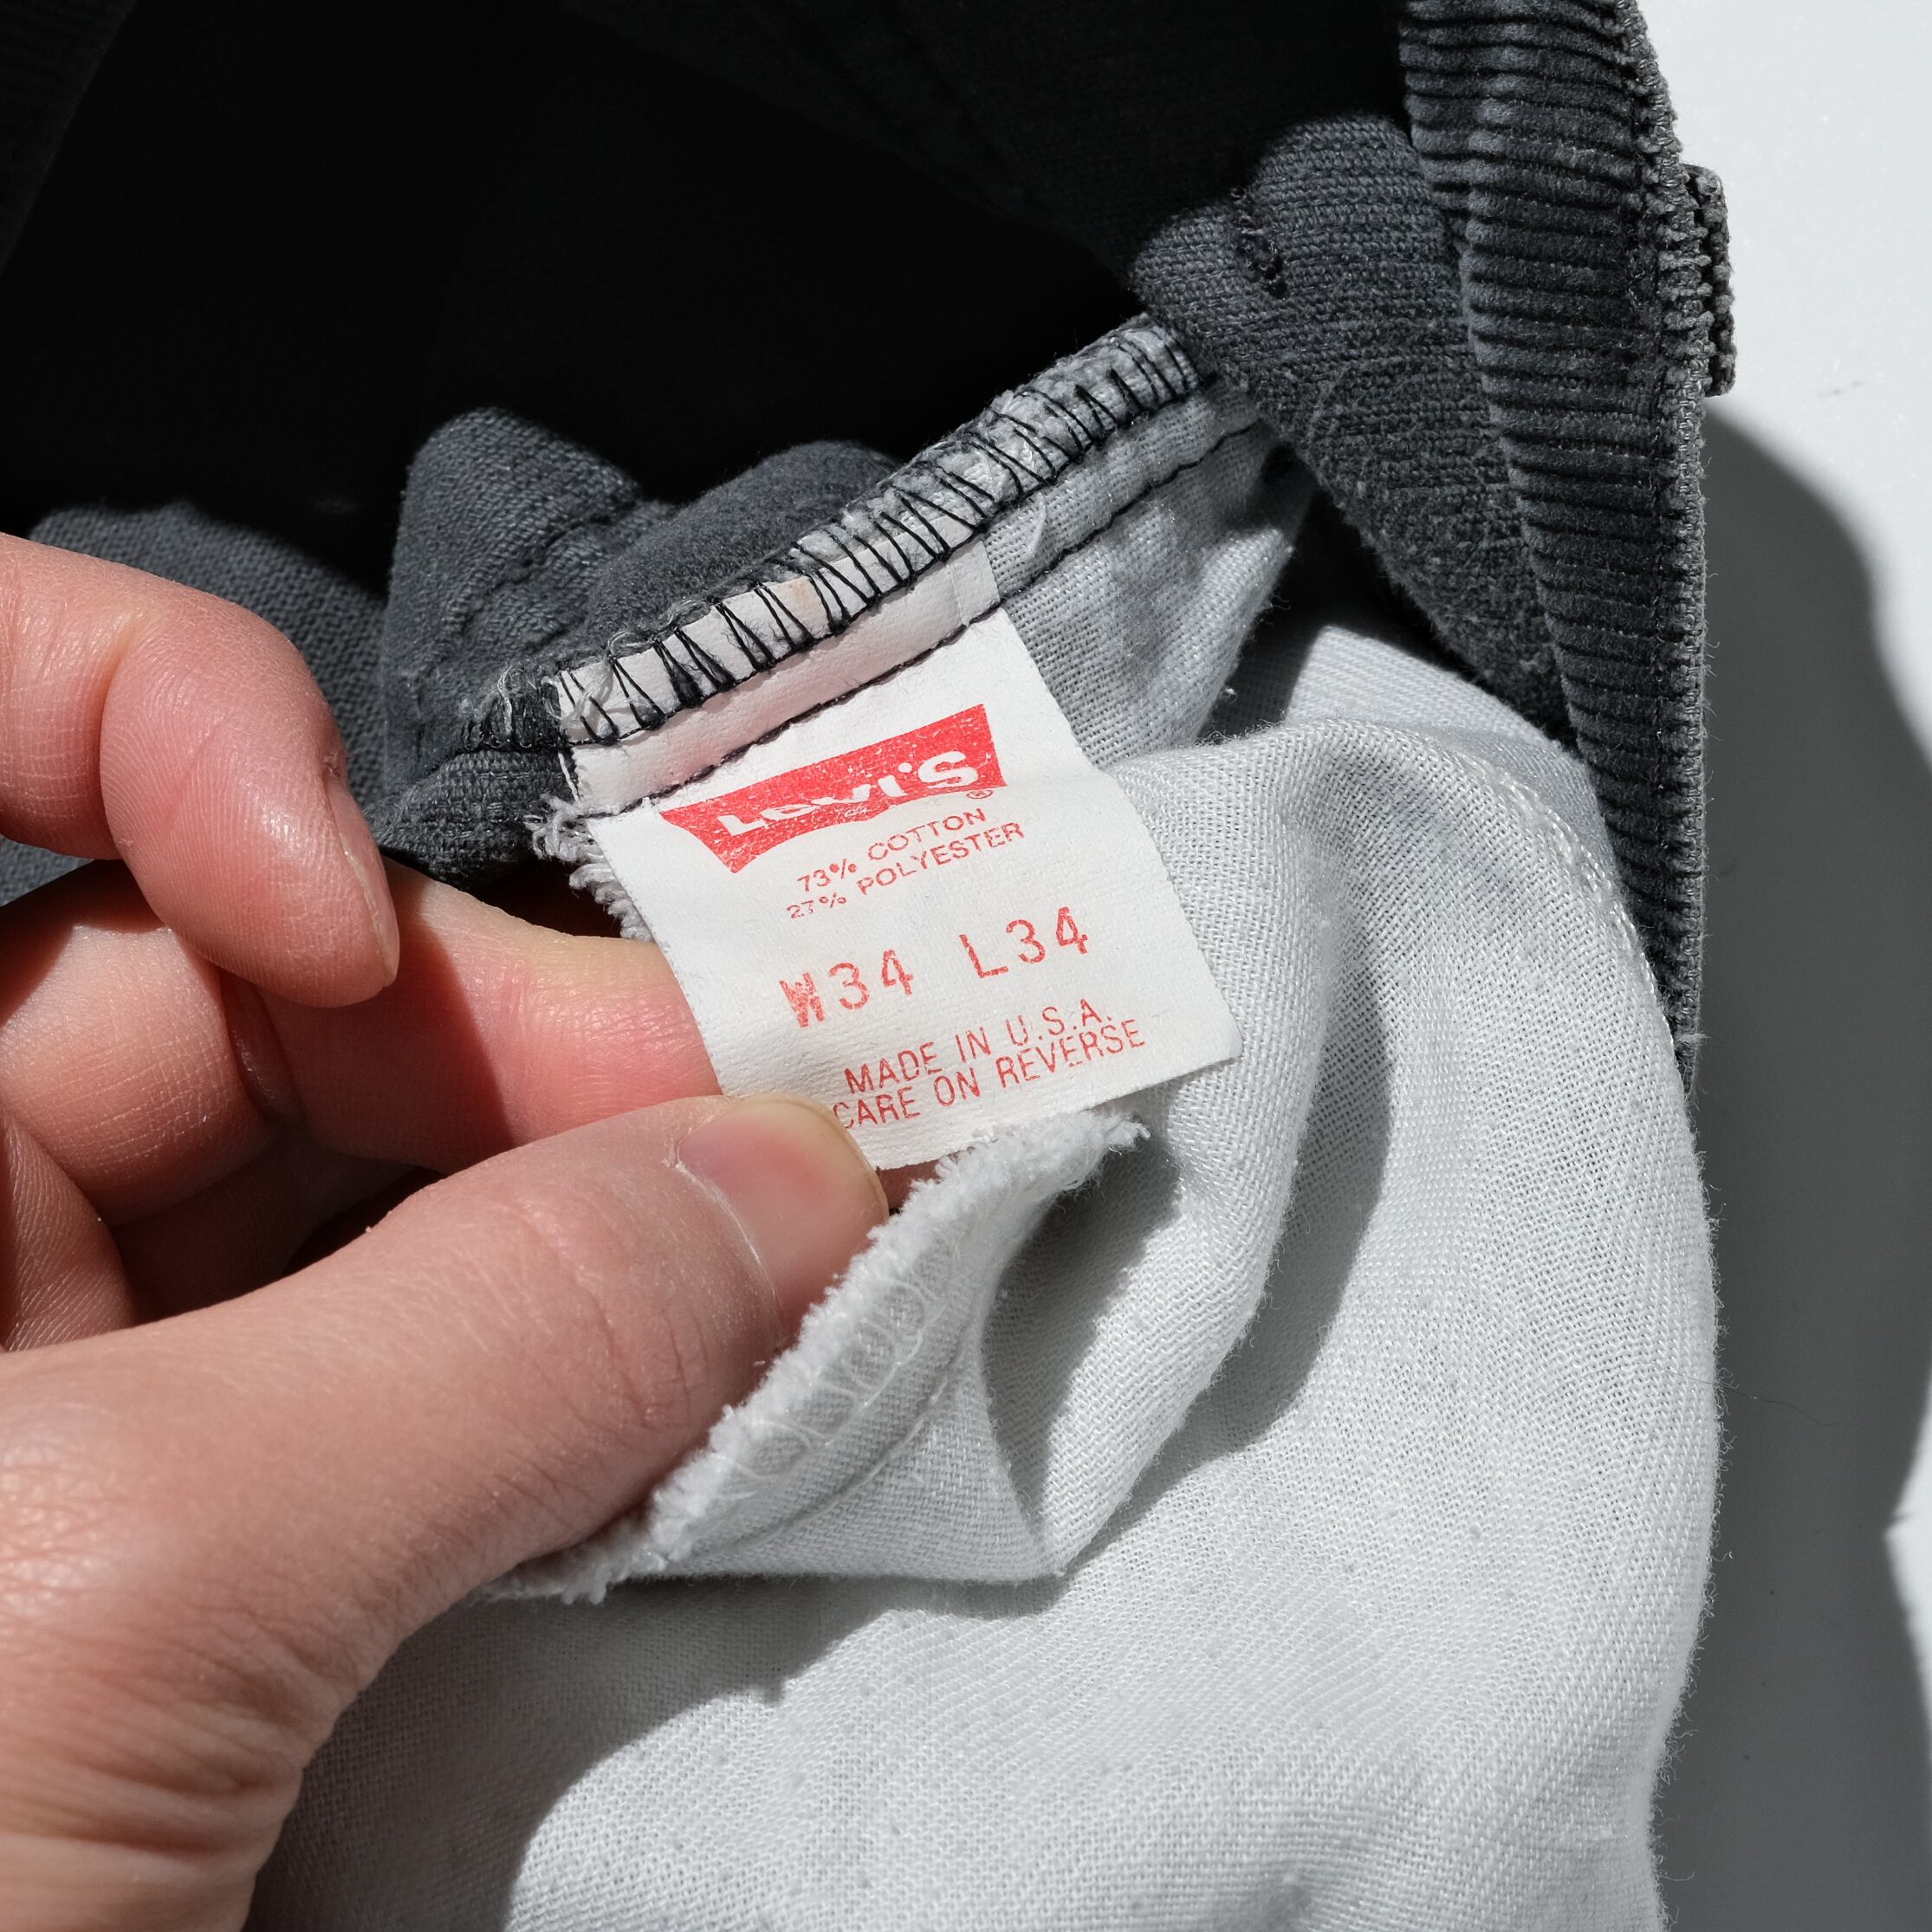 Levi's®
73% COTTON
27% POLYESTER
W34 L34
MADE IN U.S.A.
CARE ON REVERSE